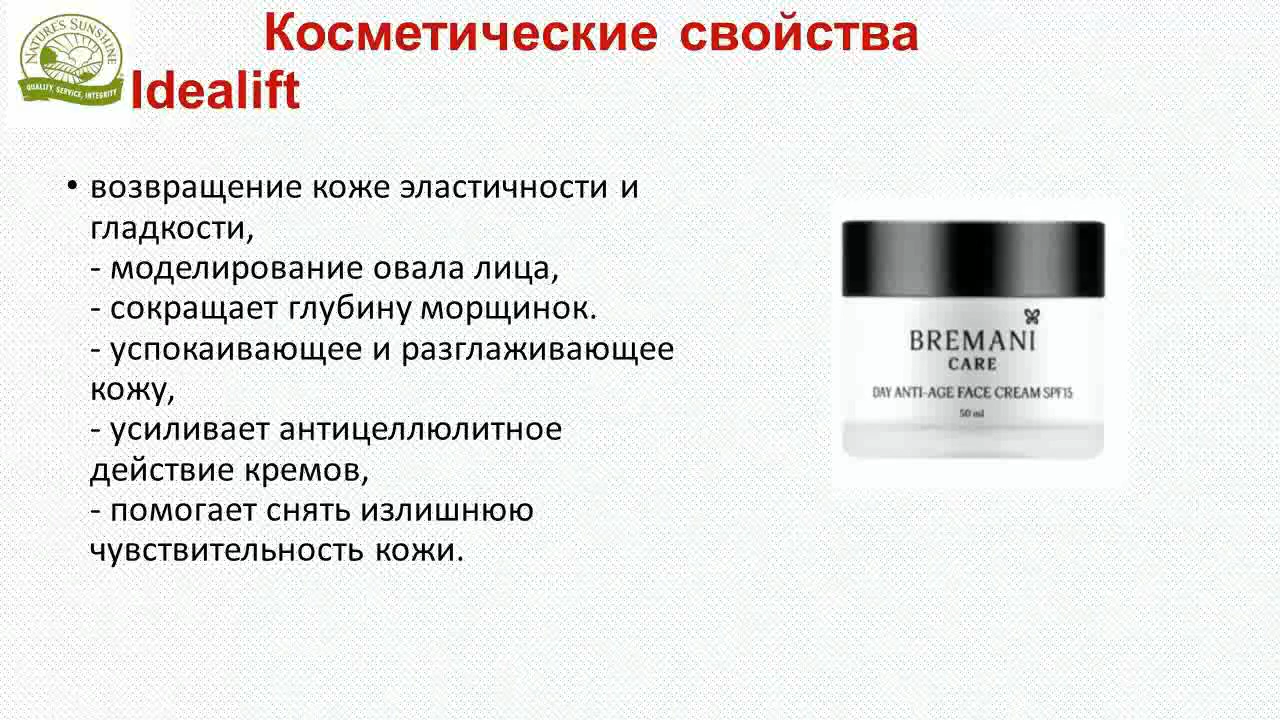 NATURE'S SUNSHINE
QUALITY, SERVICE, INTEGRITY
Косметические свойства
Idealift
• возвращение коже эластичности и
гладкости,
- моделирование овала лица,
- сокращает глубину морщинок.
- успокаивающее и разглаживающее
кожу,
- усиливает антицеллюлитное
действие кремов,
- помогает снять излишнюю
чувствительность кожи.
BREMANI
CARE
DAY ANTI-AGE FACE CREAM SPF15
50 ml